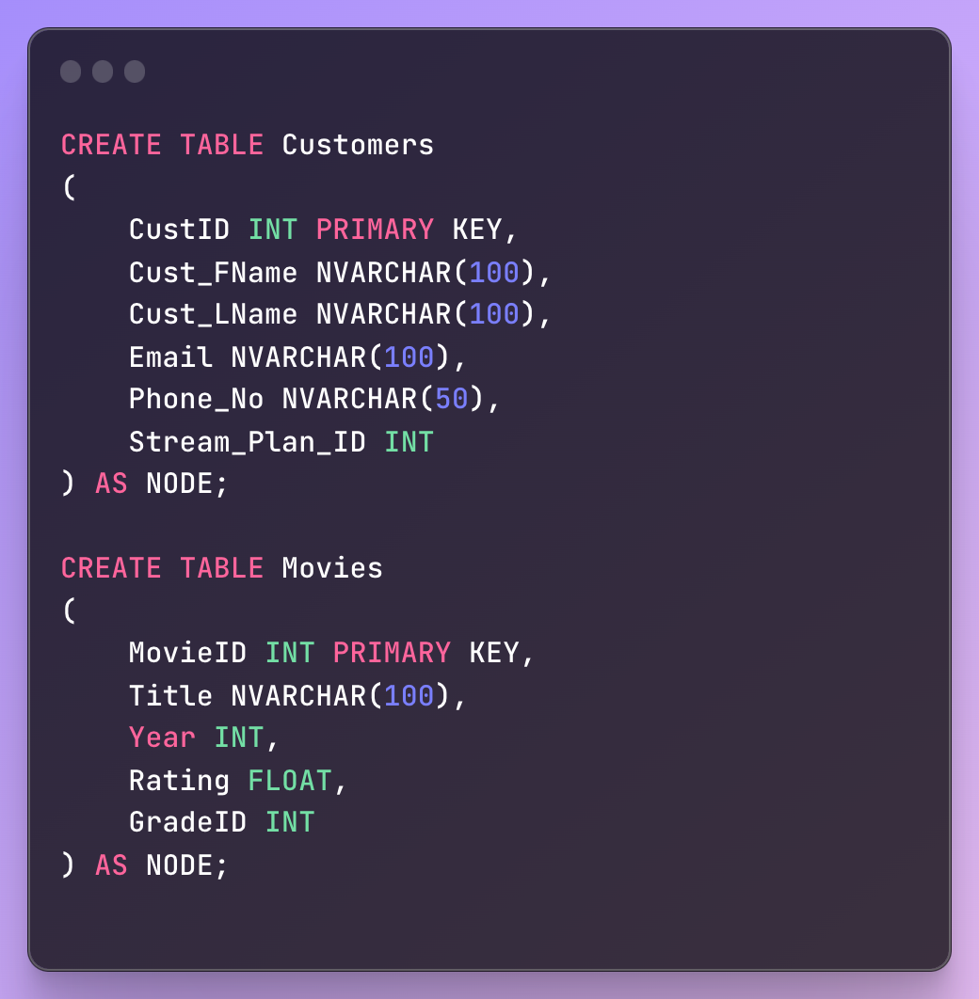 CREATE TABLE Customers
(
    CustID INT PRIMARY KEY,
    Cust_FName NVARCHAR(100),
    Cust_LName NVARCHAR(100),
    Email NVARCHAR(100),
    Phone_No NVARCHAR(50),
    Stream_Plan_ID INT
) AS NODE;

CREATE TABLE Movies
(
    MovieID INT PRIMARY KEY,
    Title NVARCHAR(100),
    Year INT,
    Rating FLOAT,
    GradeID INT
) AS NODE;